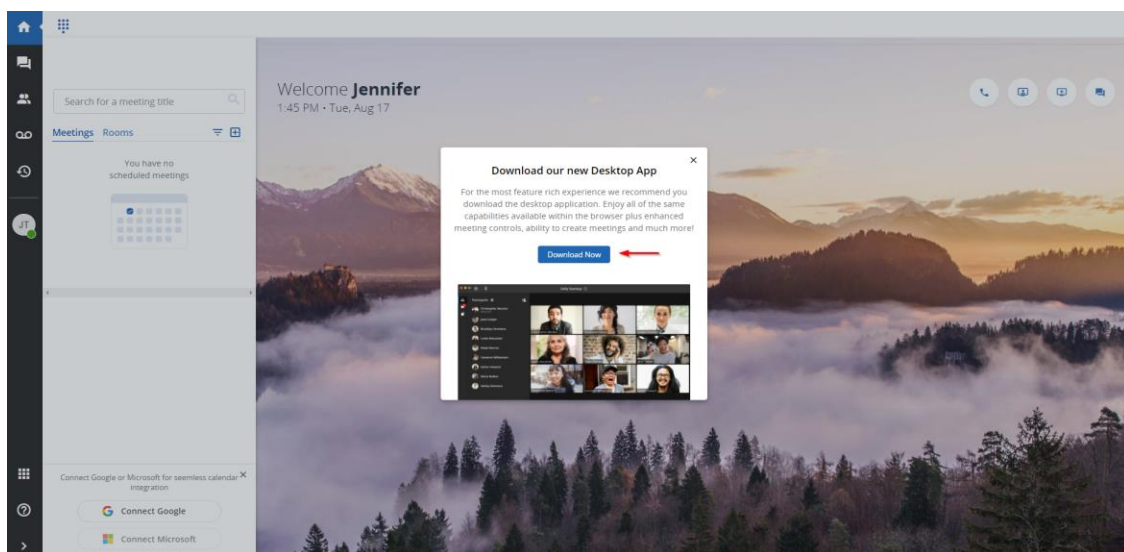 Welcome Jennifer
1:45 PM • Tue, Aug 17
Search for a meeting title
Meetings Rooms
You have no
scheduled meetings
JT
Download our new Desktop App
For the most feature rich experience we recommend you
download the desktop application. Enjoy all of the same
capabilities available within the browser plus enhanced
meeting controls, ability to create meetings and much more!
Download Now
Connect Google or Microsoft for seemless calendar
integration
Connect Google
Connect Microsoft